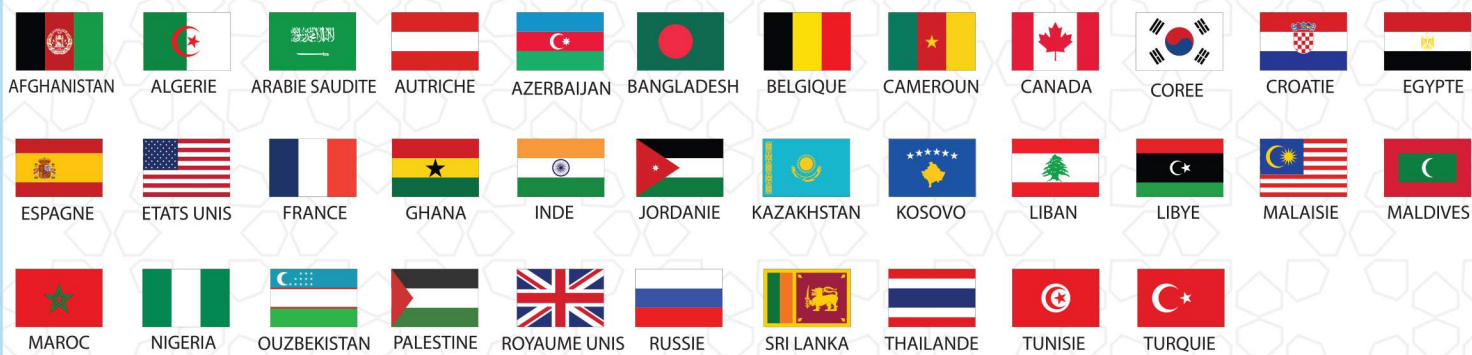 AFGHANISTAN ALGERIE ARABIE SAUDITE AUTRICHE AZERBAIJAN BANGLADESH BELGIQUE CAMEROUN CANADA COREE CROATIE EGYPTE
ESPAGNE ETATS UNIS FRANCE GHANA INDE JORDANIE KAZAKHSTAN KOSOVO LIBAN LIBYE MALAISIE MALDIVES
MAROC NIGERIA OUZBEKISTAN PALESTINE ROYAUME UNIS RUSSIE SRI LANKA THAILANDE TUNISIE TURQUIE